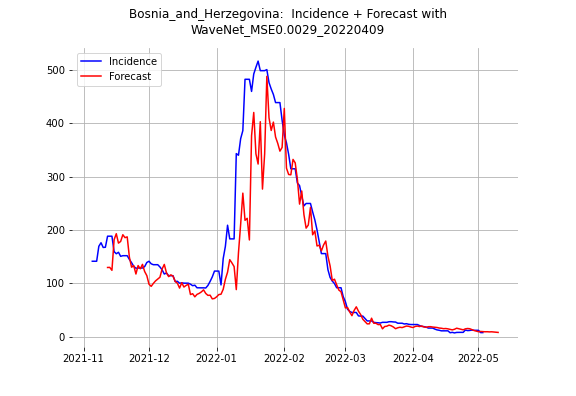 Bosnia_and_Herzegovina:  Incidence + Forecast with
WaveNet_MSE0.0029_20220409
Incidence
Forecast
500
400
300
200
100
0
2021-11 2021-12 2022-01 2022-02 2022-03 2022-04 2022-05